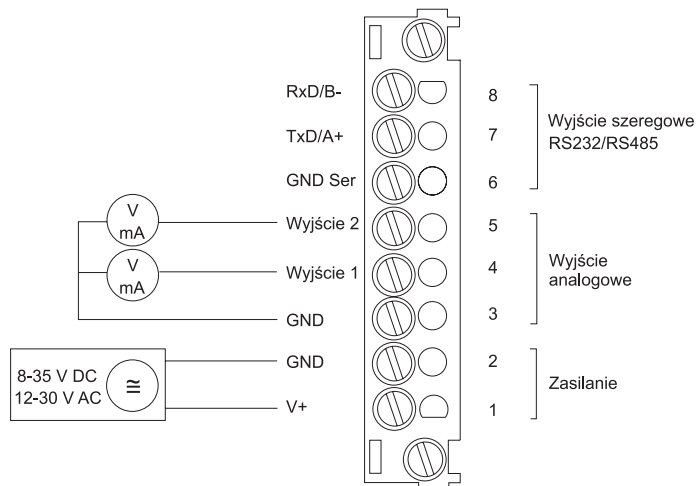 RxD/B-
8
TxD/A+
7
Wyjście szeregowe
RS232/RS485
GND Ser
6
V
mA
Wyjście 2
5
V
mA
Wyjście 1
4
Wyjście
analogowe
GND
3
8-35 V DC
12-30 V AC
≅
GND
2
Zasilanie
V+
1